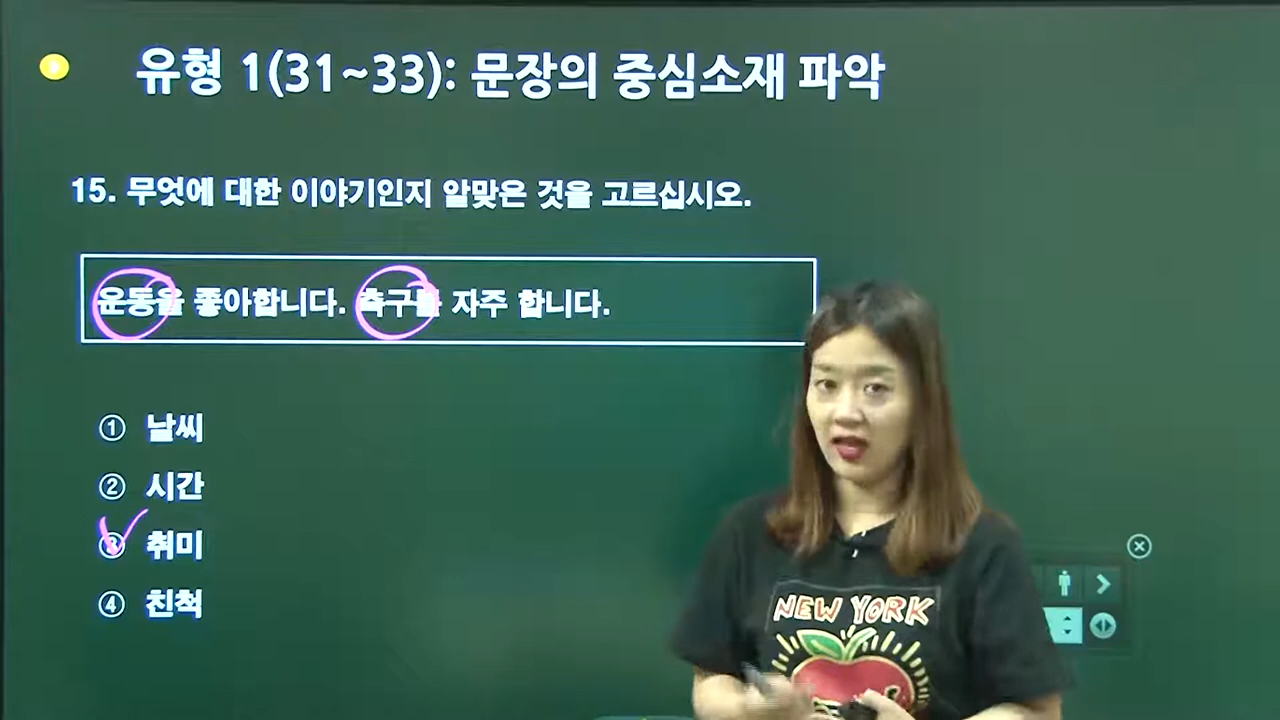 유형 1(31~33): 문장의 중심소재 파악
15. 무엇에 대한 이야기인지 알맞은 것을 고르십시오.
운동을 좋아합니다. 축구를 자주 합니다.
① 날씨
② 시간
③ 취미
④ 친척
NEW YORK